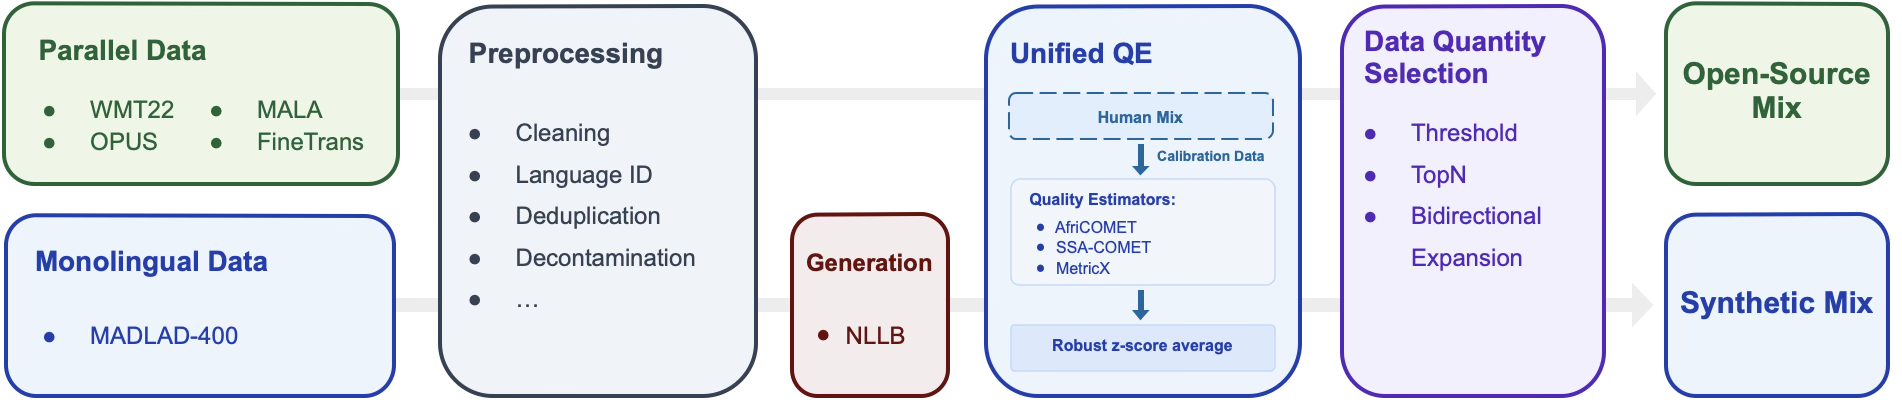 Parallel Data
WMT22
OPUS
MALA
FineTrans
Monolingual Data
MADLAD-400
Preprocessing
Cleaning
Language ID
Deduplication
Decontamination
...
Generation
NLLB
Unified QE
Human Mix
Calibration Data
Quality Estimators:
AfriCOMET
SSA-COMET
MetricX
Robust z-score average
Data Quantity
Selection
Threshold
TopN
Bidirectional
Expansion
Open-Source
Mix
Synthetic Mix